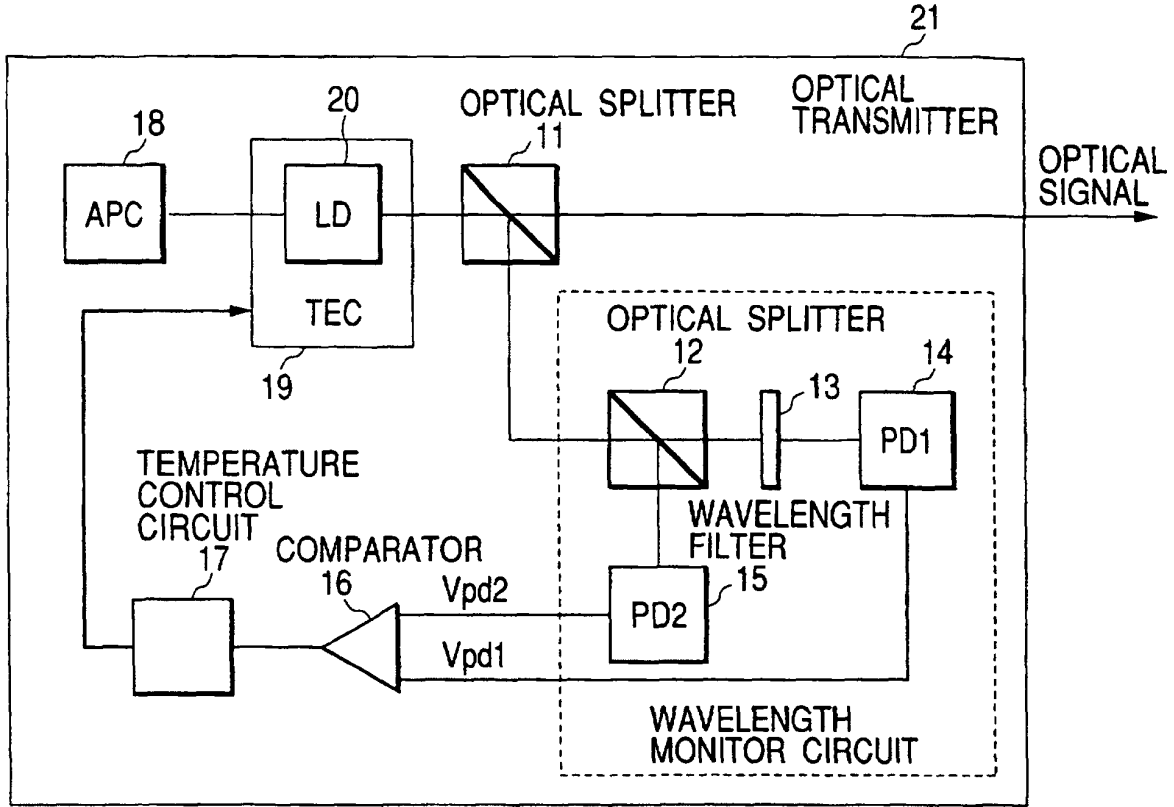 21
OPTICAL
TRANSMITTER
OPTICAL SPLITTER
11
20
18
APC
LD
TEC
19
OPTICAL
SIGNAL
OPTICAL SPLITTER
12
13
14
PD1
WAVELENGTH
FILTER
15
PD2
TEMPERATURE
CONTROL
CIRCUIT
17
COMPARATOR
16
Vpd2
Vpd1
WAVELENGTH
MONITOR CIRCUIT